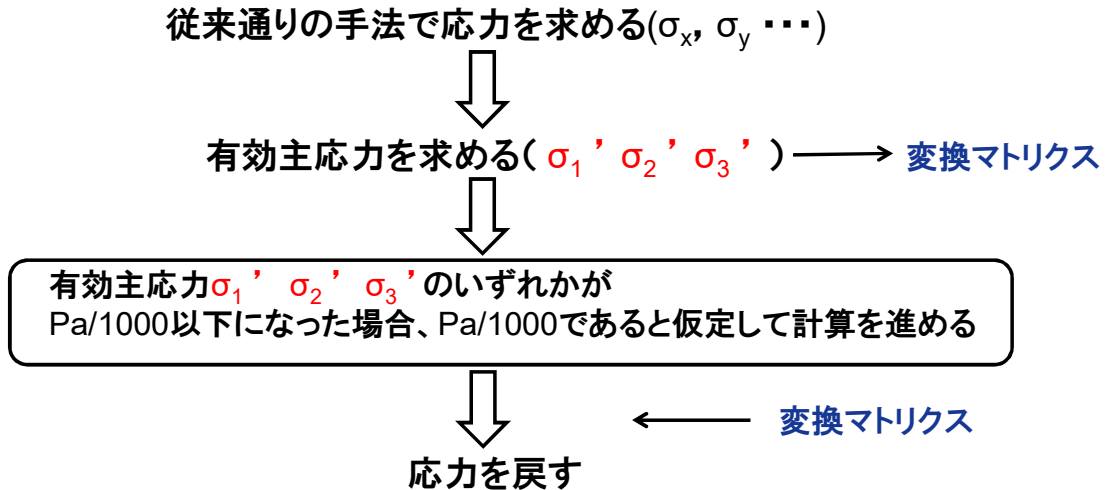 従来通りの手法で応力を求める(σx, σy ・・・)
有効主応力を求める( σ1 ’ σ2 ’ σ3 ’ ) 変換マトリクス
有効主応力σ1 ’ σ2 ’ σ3 ’のいずれかが
Pa/1000以下になった場合、Pa/1000であると仮定して計算を進める
変換マトリクス
応力を戻す